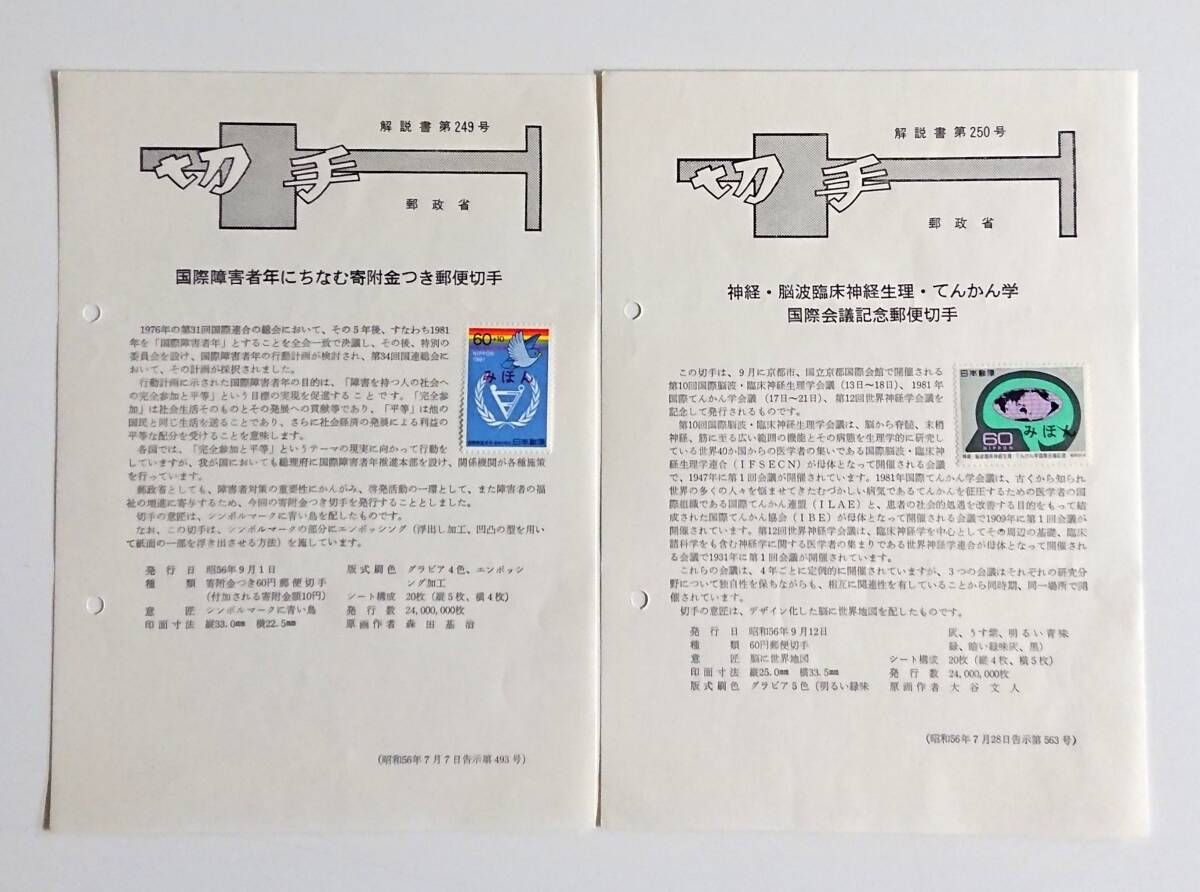 解説書第249号
切手
郵政省
国際障害者年にちなむ寄附金つき郵便切手
1976年の第31回国際連合の総会において、その5年後、すなわち1981
年を「国際障害者年」とすることを全会一致で決議し、その後、特別の
委員会を設け、国際障害者年の行動計画が検討され、第34回国連総会に
おいて、その計画が採択されました。
行動計画に示された国際障害者年の目的は、「障害を持つ人の社会へ
の完全参加と平等」という目標の実現を促進することです。「完全参
加」は社会生活そのものとその発展への貢献等であり、「平等」は他の
国民と同じ生活を送ることであり、さらに社会経済の発展による利益の
平等な配分を受けることを意味します。
各国では、「完全参加と平等」というテーマの現実に向かって行動を
していますが、我が国においても総理府に国際障害者年推進本部を設け、関係機関が各種施策
を行っています。
郵政省としても、障害者対策の重要性にかんがみ、啓発活動の一環として、また障害者の福
祉の増進に寄与するため、今回の寄附金つき切手を発行することとしました。
切手の意匠は、シンボルマークに青い鳥を配したものです。
なお、この切手は、シンボルマークの部分にエンボッシング(浮出し加工、凹凸の型を用い
て紙面の一部を浮き出させる方法)を施しています。
60+10
NIPPON
1981
みほん
日本郵便
発行日 昭56年9月1日
種類 寄附金つき60円郵便切手
(付加される寄附金額10円)
意匠 シンボルマークに青い鳥
印面寸法 縦33.0mm 横22.5mm
版式刷色 グラビア4色、エンボッシ
ング加工
シート構成 20枚(縦5枚、横4枚)
発行数 24,000,000枚
原画作者 森田基治
(昭和56年7月7日告示第493号)
解説書第250号
切手
郵政省
神経・脳波臨床神経生理・てんかん学
国際会議記念郵便切手
この切手は、9月に京都市、国立京都国際会館で開催される
第10回国際脳波・臨床神経生理学会議(13日〜18日)、1981年
国際てんかん学会議(17日〜21日)、第12回世界神経学会議を
記念して発行されるものです。
第10回国際脳波・臨床神経生理学会議は、脳から脊髄、末梢
神経、筋に至る広い範囲の機能とその病態を生理学的に研究し
ている世界40か国からの医学者の集いである国際脳波・臨床神
経生理学連合(IFSECN)が母体となって開催される会議
で、1947年に第1回会議が開催されています。1981年国際てんかん学会議は、古くから知られ
世界の多くの人々を悩ませてきたむづかしい病気であるてんかんを征圧するための医学者の国
際組織である国際てんかん連盟(ILAE)と、患者の社会的処遇を改善する目的をもって結
成された国際てんかん協会(IBE)が母体となって開催される会議で1909年に第1回会議が
開催されています。第12回世界神経学会議は、臨床神経学を中心としてその周辺の基礎、臨床
諸科学をも含む神経学に関する医学者の集まりである世界神経学連合が母体となって開催され
る会議で1931年に第1回会議が開催されています。
これらの会議は、4年ごとに定例的に開催されていますが、3つの会議はそれぞれの研究分
野について独自性を保ちながらも、相互に関連性を有していることから同時期、同一場所で開
催されています。
切手の意匠は、デザイン化した脳に世界地図を配したものです。
日本郵便
みほん
60
NIPPON
発行日 昭和56年9月12日
種類 60円郵便切手
意匠 脳に世界地図
印面寸法 縦25.0mm 横33.5mm
版式刷色 グラビア5色(明るい緑味
灰、うす紫、明るい青味
緑、暗い緑味灰、黒)
シート構成 20枚(縦4枚、横5枚)
発行数 24,000,000枚
原画作者 大谷文人
(昭和56年7月28日告示第563号)